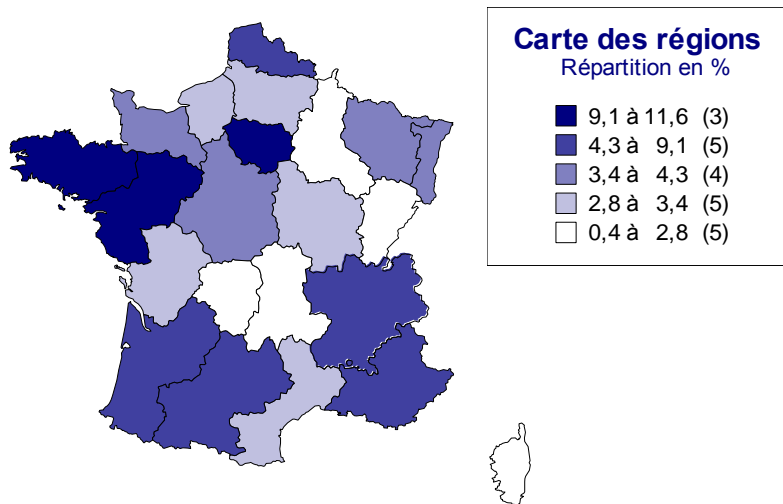 Carte des régions
Répartition en %
9,1 à 11,6 (3)
4,3 à 9,1 (5)
3,4 à 4,3 (4)
2,8 à 3,4 (5)
0,4 à 2,8 (5)